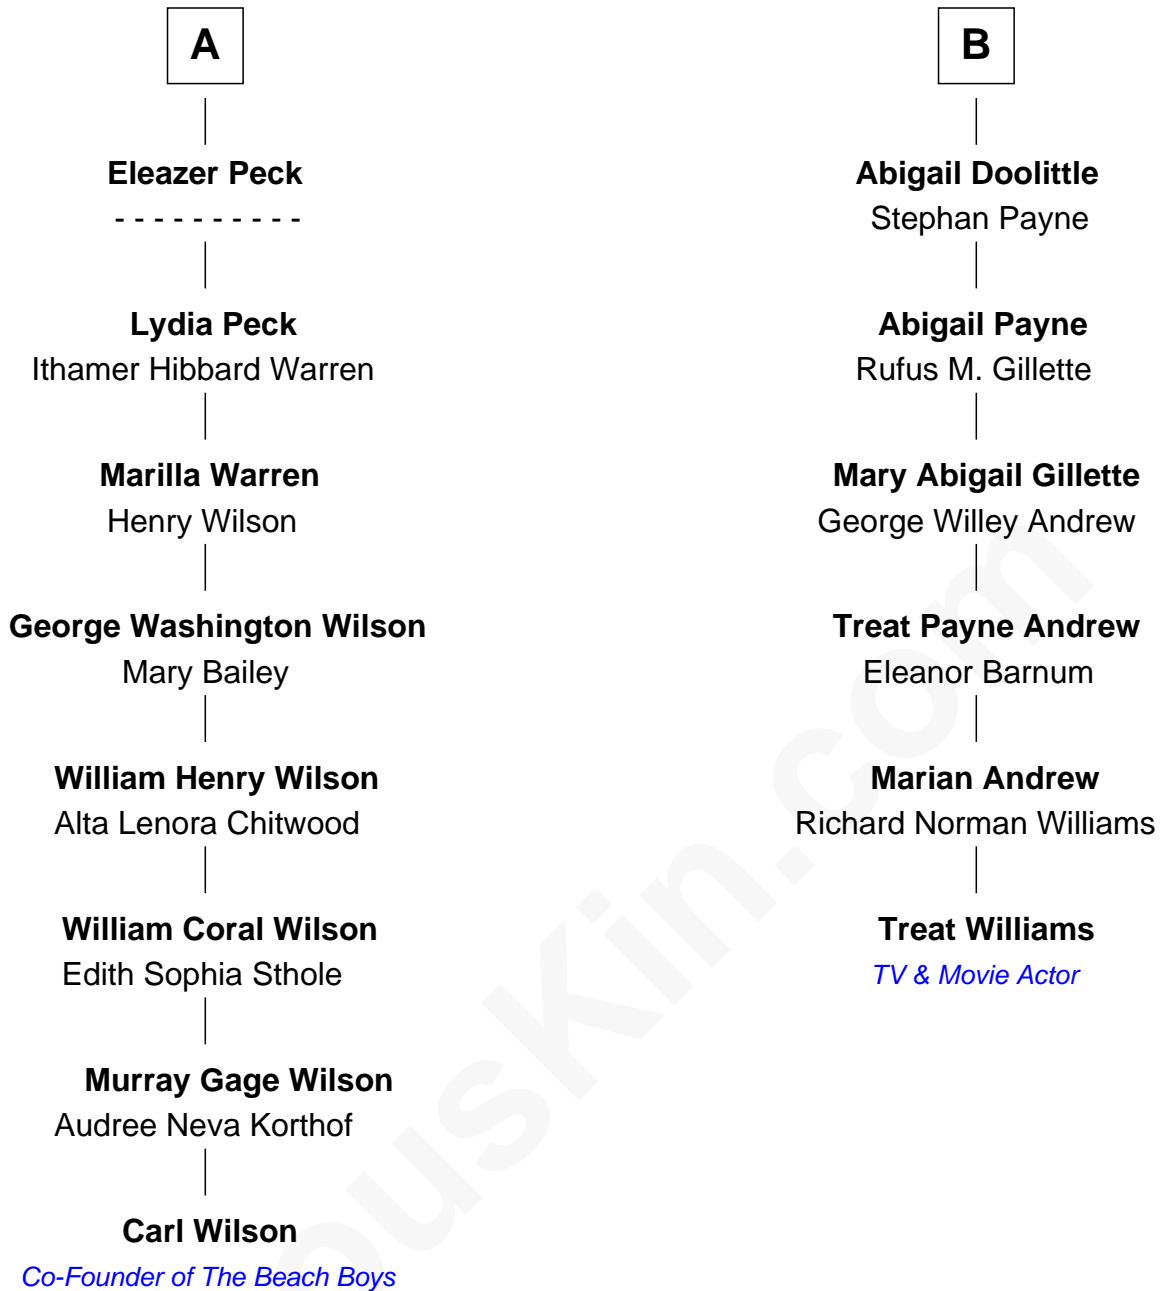 A
Eleazer Peck
- - - - - - - - - -
Lydia Peck
Ithamer Hibbard Warren
Marilla Warren
Henry Wilson
George Washington Wilson
Mary Bailey
William Henry Wilson
Alta Lenora Chitwood
William Coral Wilson
Edith Sophia Sthole
Murray Gage Wilson
Audree Neva Korthof
Carl Wilson
Co-Founder of The Beach Boys
B
Abigail Doolittle
Stephan Payne
Abigail Payne
Rufus M. Gillette
Mary Abigail Gillette
George Willey Andrew
Treat Payne Andrew
Eleanor Barnum
Marian Andrew
Richard Norman Williams
Treat Williams
TV & Movie Actor
ousKin.com